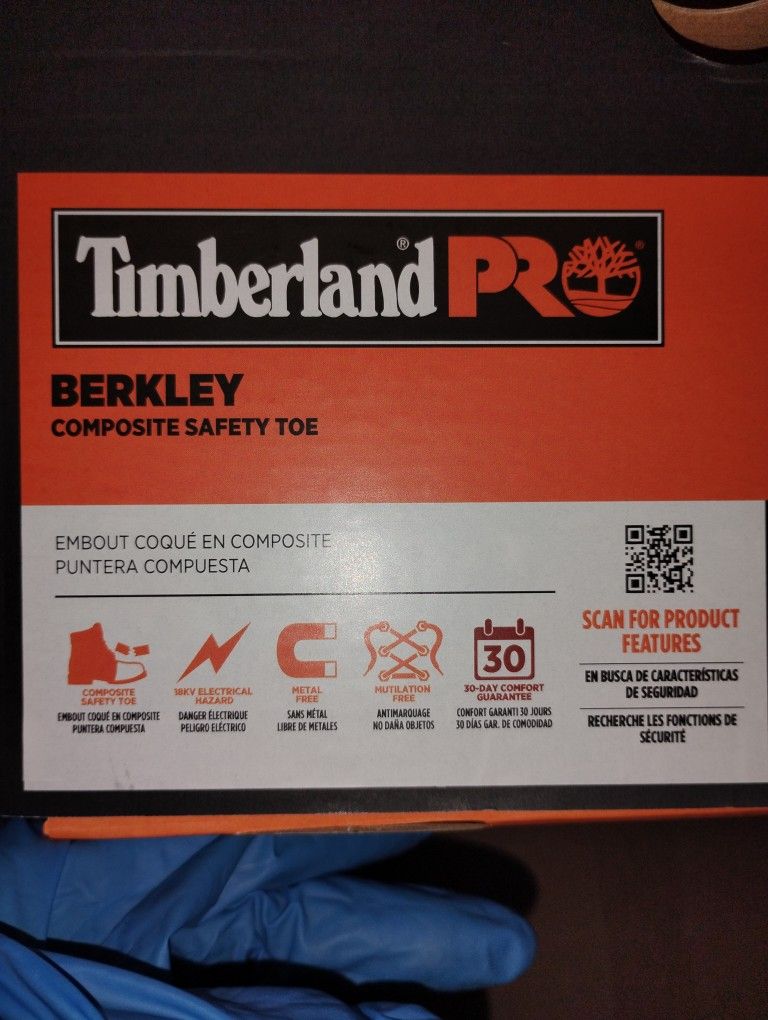 Timberland® PRO®
BERKLEY
COMPOSITE SAFETY TOE
EMBOUT COQUÉ EN COMPOSITE
PUNTERA COMPUESTA
COMPOSITE
SAFETY TOE
EMBOUT COQUÉ EN COMPOSITE
PUNTERA COMPUESTA
18KV ELECTRICAL
HAZARD
DANGER ÉLECTRIQUE
PELIGRO ELÉCTRICO
METAL
FREE
SANS MÉTAL
LIBRE DE METALES
MUTILATION
FREE
ANTIMARQUAGE
NO DAÑA OBJETOS
30
30-DAY COMFORT
GUARANTEE
CONFORT GARANTI 30 JOURS
30 DÍAS GAR. DE COMODIDAD
SCAN FOR PRODUCT
FEATURES
EN BUSCA DE CARACTERÍSTICAS
DE SEGURIDAD
RECHERCHE LES FONCTIONS DE
SÉCURITÉ